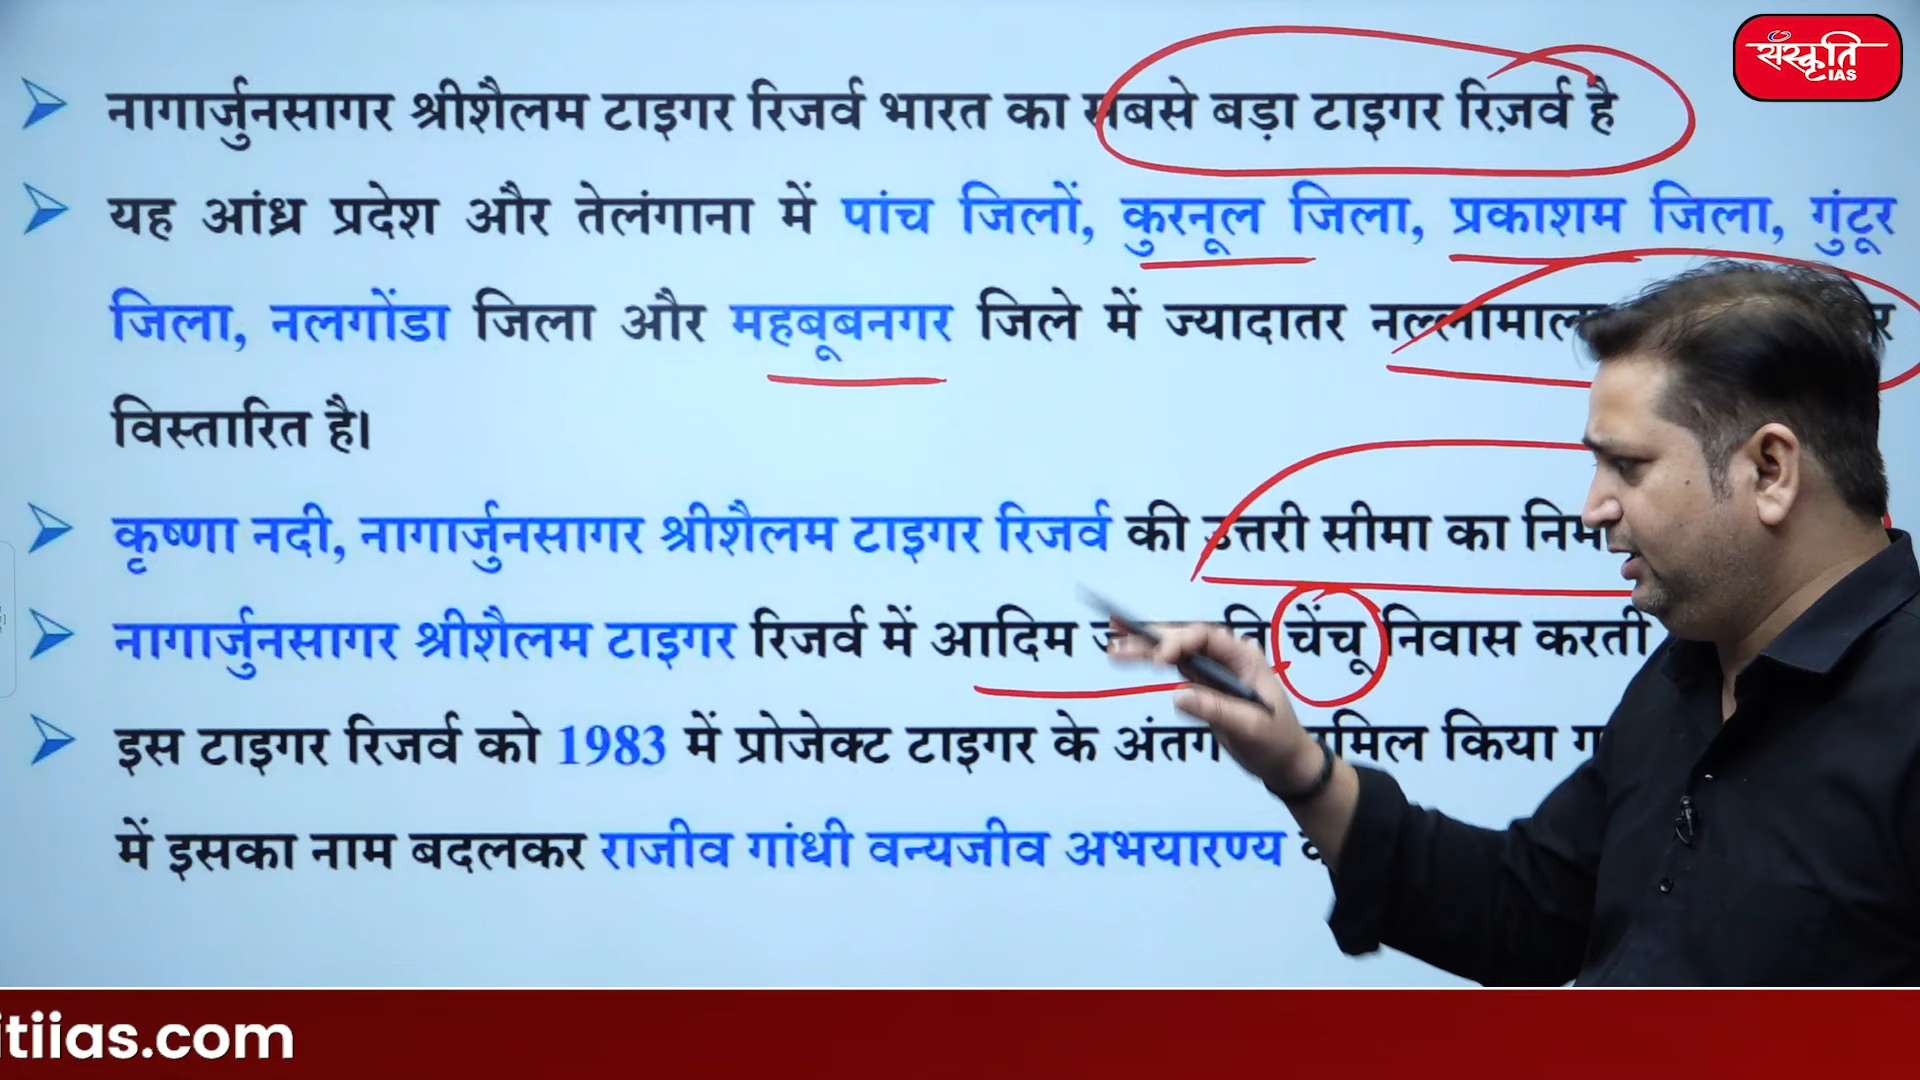 संस्कृति
IAS
नागार्जुनसागर श्रीशैलम टाइगर रिजर्व भारत का सबसे बड़ा टाइगर रिज़र्व है
यह आंध्र प्रदेश और तेलंगाना में पांच जिलों, कुरनूल जिला, प्रकाशम जिला, गुंटूर
जिला, नलगोंडा जिला और महबूबनगर जिले में ज्यादातर
विस्तारित है।
कृष्णा नदी, नागार्जुनसागर श्रीशैलम टाइगर रिजर्व की उत्तरी सीमा का
नागार्जुनसागर श्रीशैलम टाइगर रिजर्व में आदिम चेंचू निवास करती
इस टाइगर रिजर्व को 1983 में प्रोजेक्ट टाइगर के किया
में इसका नाम बदलकर राजीव गांधी वन्यजीव अभयारण्य
itiias.com